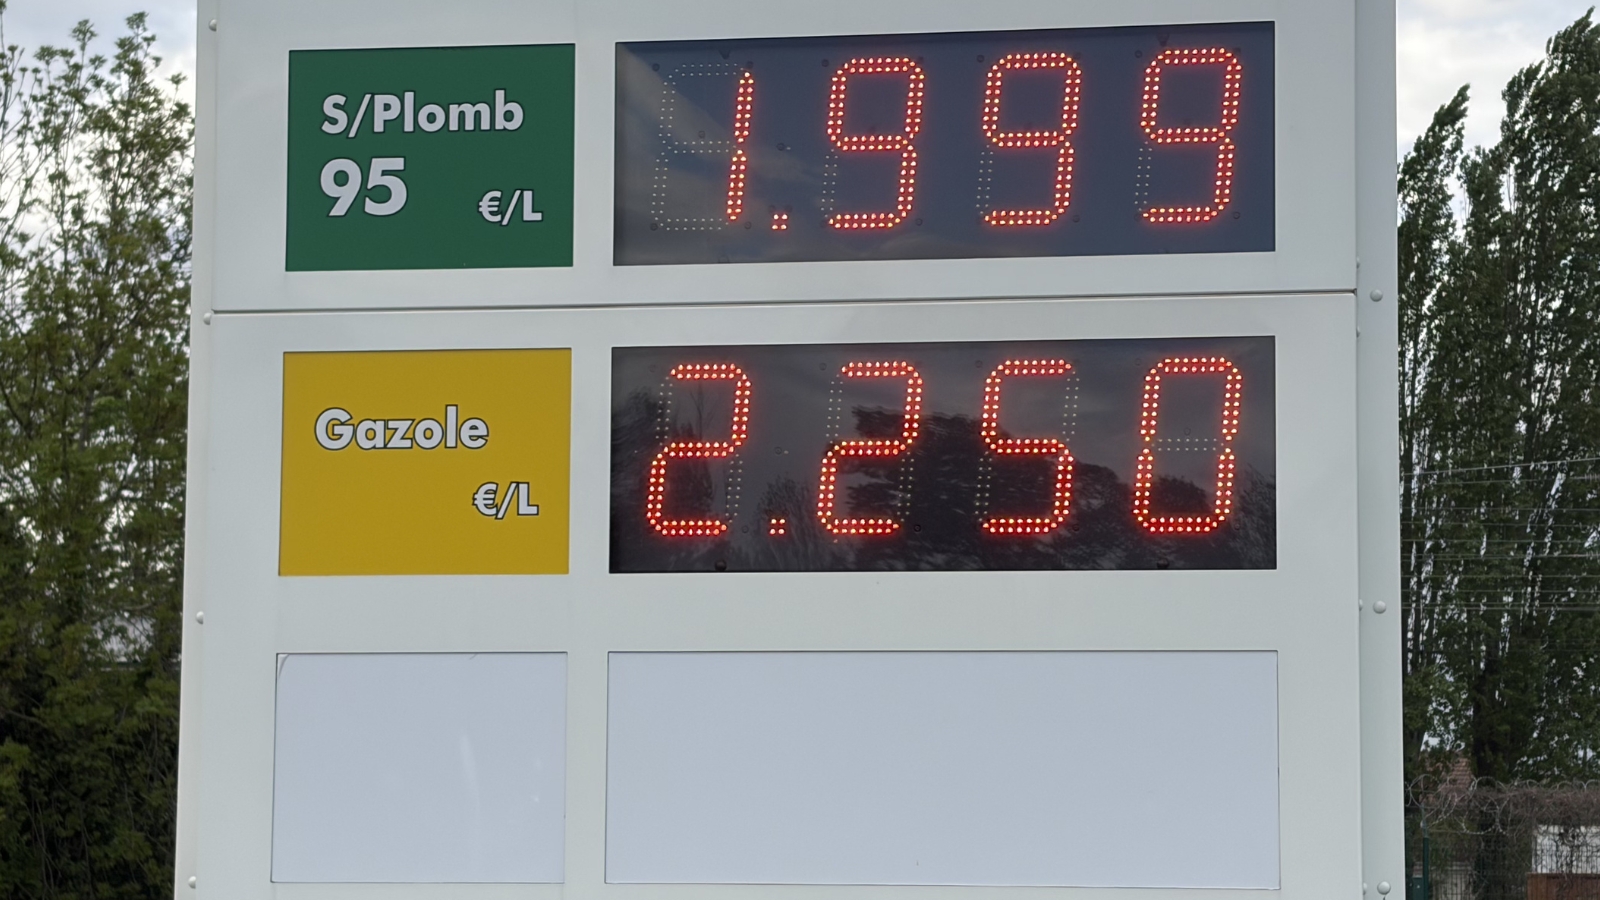 S/Plomb
95 €/L
1.999
Gazole
€/L
2.250